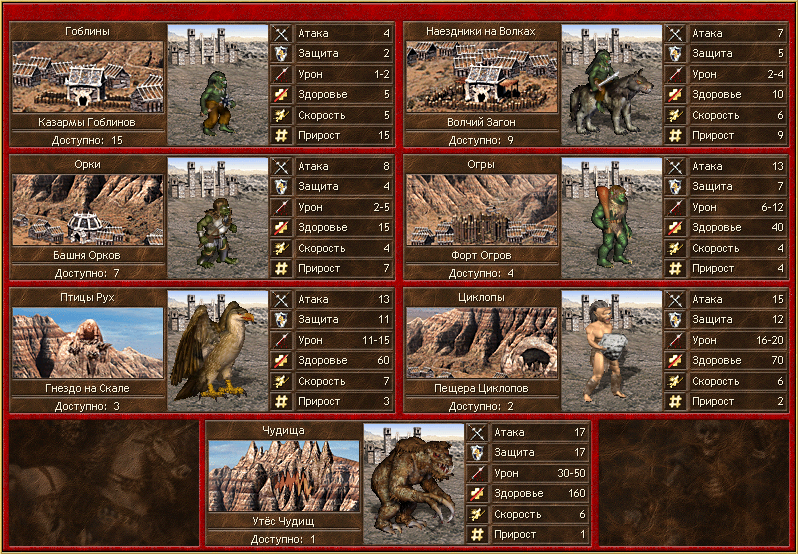 Гоблины
Казармы Гоблинов
Доступно: 15
Атака 4
Защита 2
Урон 1-2
Здоровье 5
Скорость 5
Прирост 15
Наездники на Волках
Волчий Загон
Доступно: 9
Атака 7
Защита 5
Урон 2-4
Здоровье 10
Скорость 6
Прирост 9
Орки
Башня Орков
Доступно: 7
Атака 8
Защита 4
Урон 2-5
Здоровье 15
Скорость 4
Прирост 7
Огры
Форт Огров
Доступно: 4
Атака 13
Защита 7
Урон 6-12
Здоровье 40
Скорость 4
Прирост 4
Птицы Рух
Гнездо на Скале
Доступно: 3
Атака 13
Защита 11
Урон 11-15
Здоровье 60
Скорость 7
Прирост 3
Циклопы
Пещера Циклопов
Доступно: 2
Атака 15
Защита 12
Урон 16-20
Здоровье 70
Скорость 6
Прирост 2
Чудища
Утёс Чудищ
Доступно: 1
Атака 17
Защита 17
Урон 30-50
Здоровье 160
Скорость 6
Прирост 1